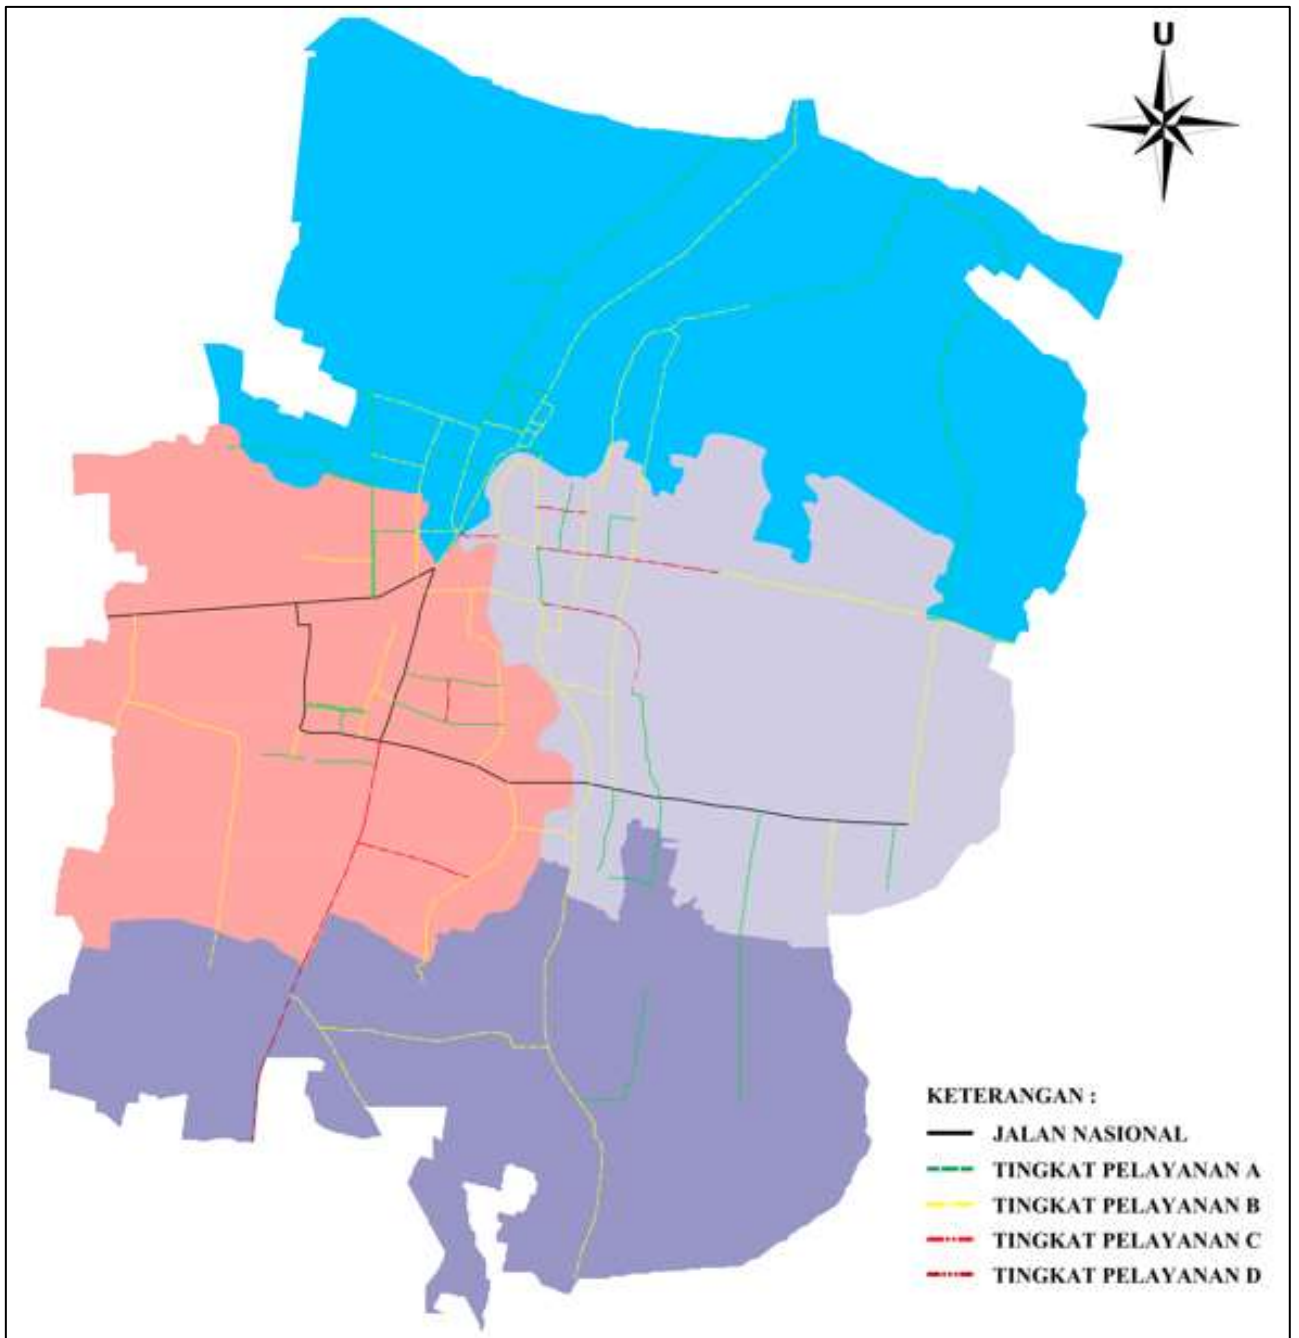 U
KETERANGAN :
JALAN NASIONAL
TINGKAT PELAYANAN A
TINGKAT PELAYANAN B
TINGKAT PELAYANAN C
TINGKAT PELAYANAN D